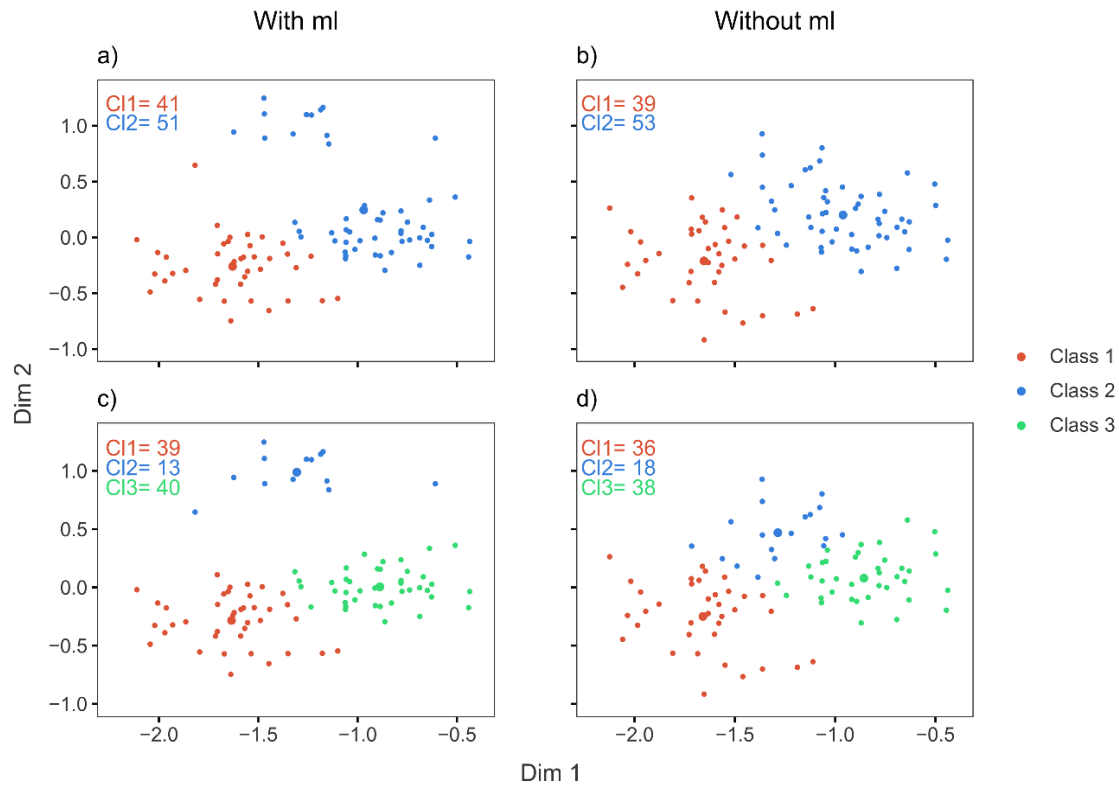 With ml
Without ml
a)
b)
Cl1= 41
Cl2= 51
Cl1= 39
Cl2= 53
1.0
0.5
0.0
−0.5
−1.0
Dim 2
Class 1
Class 2
Class 3
c)
d)
Cl1= 39
Cl2= 13
Cl3= 40
Cl1= 36
Cl2= 18
Cl3= 38
1.0
0.5
0.0
−0.5
−1.0
−2.0
−1.5
−1.0
−0.5
−2.0
−1.5
−1.0
−0.5
Dim 1